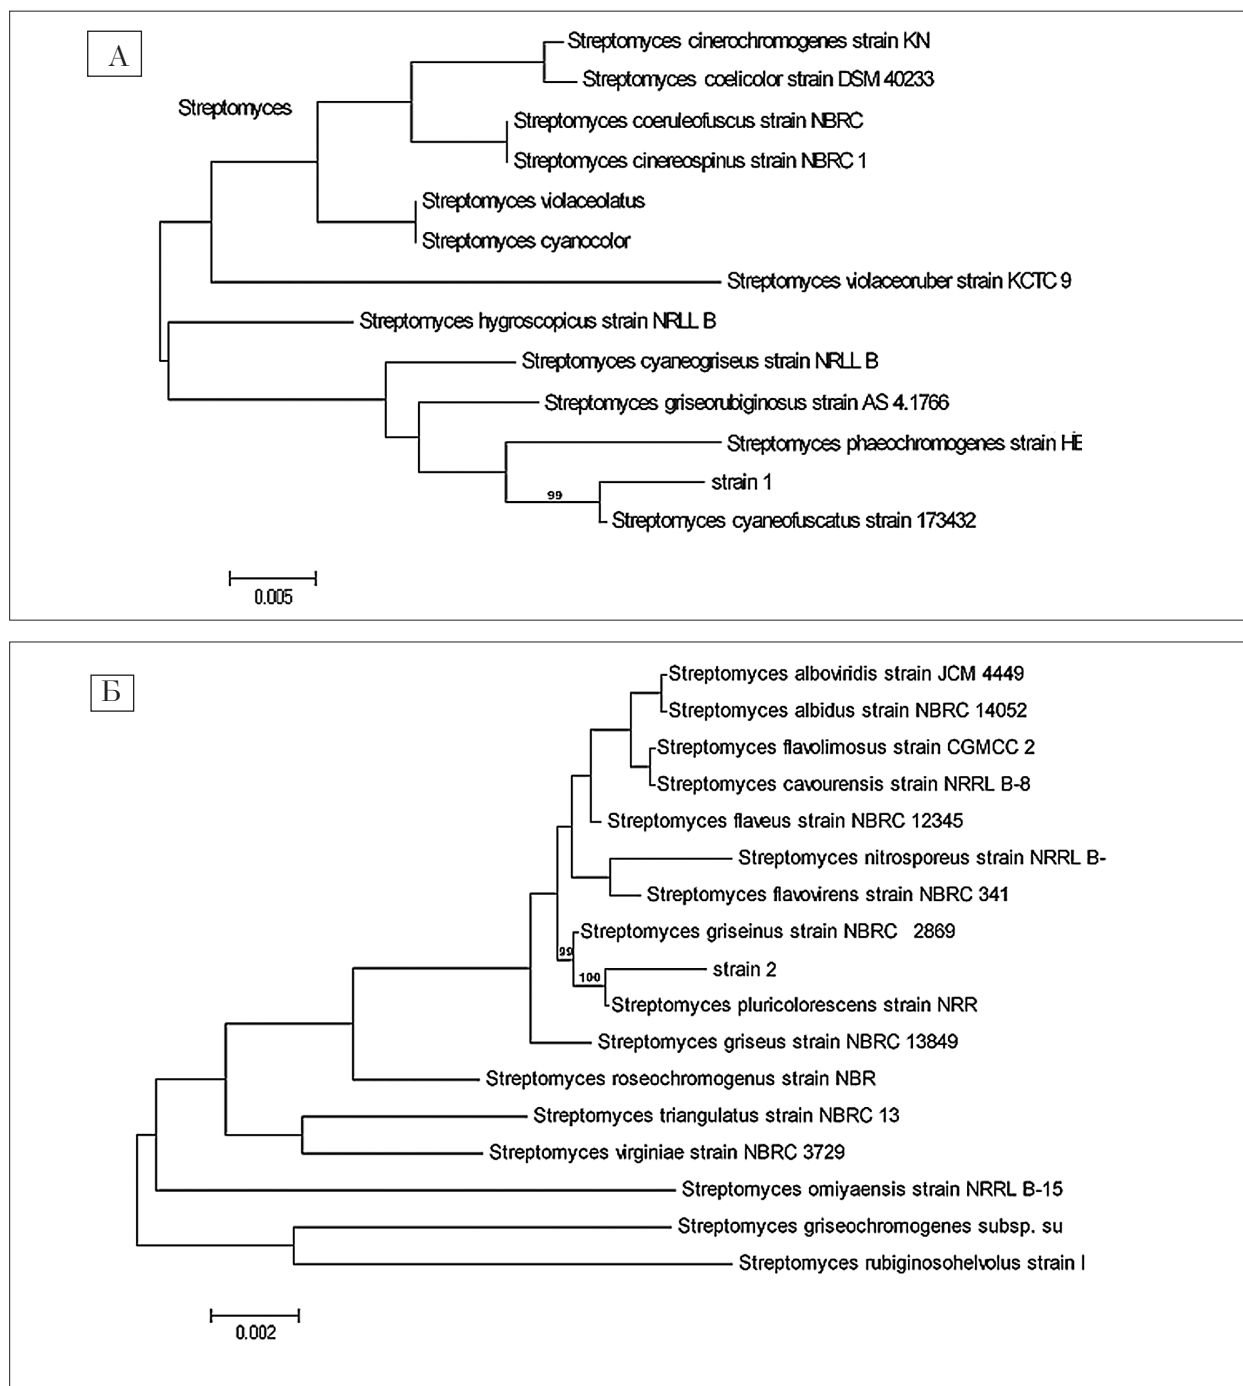 А
Streptomyces cinerochromogenes strain KN
Streptomyces coelicolor strain DSM 40233
Streptomyces
Streptomyces coeruleofuscus strain NBRC
Streptomyces cinereospinus strain NBRC 1
Streptomyces violaceolatus
Streptomyces cyanocolor
Streptomyces violaceoruber strain KCTC 9
Streptomyces hygroscopicus strain NRLL B
Streptomyces cyaneogriseus strain NRLL B
Streptomyces griseorubiginosus strain AS 4.1766
Streptomyces phaeochromogenes strain HE
strain 1
99
Streptomyces cyaneofuscatus strain 173432
0.005
Б
Streptomyces alboviridis strain JCM 4449
Streptomyces albidus strain NBRC 14052
Streptomyces flavolimosus strain CGMCC 2
Streptomyces cavourensis strain NRRL B-8
Streptomyces flaveus strain NBRC 12345
Streptomyces nitrosporeus strain NRRL B-
Streptomyces flavovirens strain NBRC 341
Streptomyces griseinus strain NBRC 2869
99
strain 2
100
Streptomyces pluricolorescens strain NRR
Streptomyces griseus strain NBRC 13849
Streptomyces roseochromogenus strain NBR
Streptomyces triangulatus strain NBRC 13
Streptomyces virginiae strain NBRC 3729
Streptomyces omiyaensis strain NRRL B-15
Streptomyces griseochromogenes subsp. su
Streptomyces rubiginosohelvolus strain I
0.002